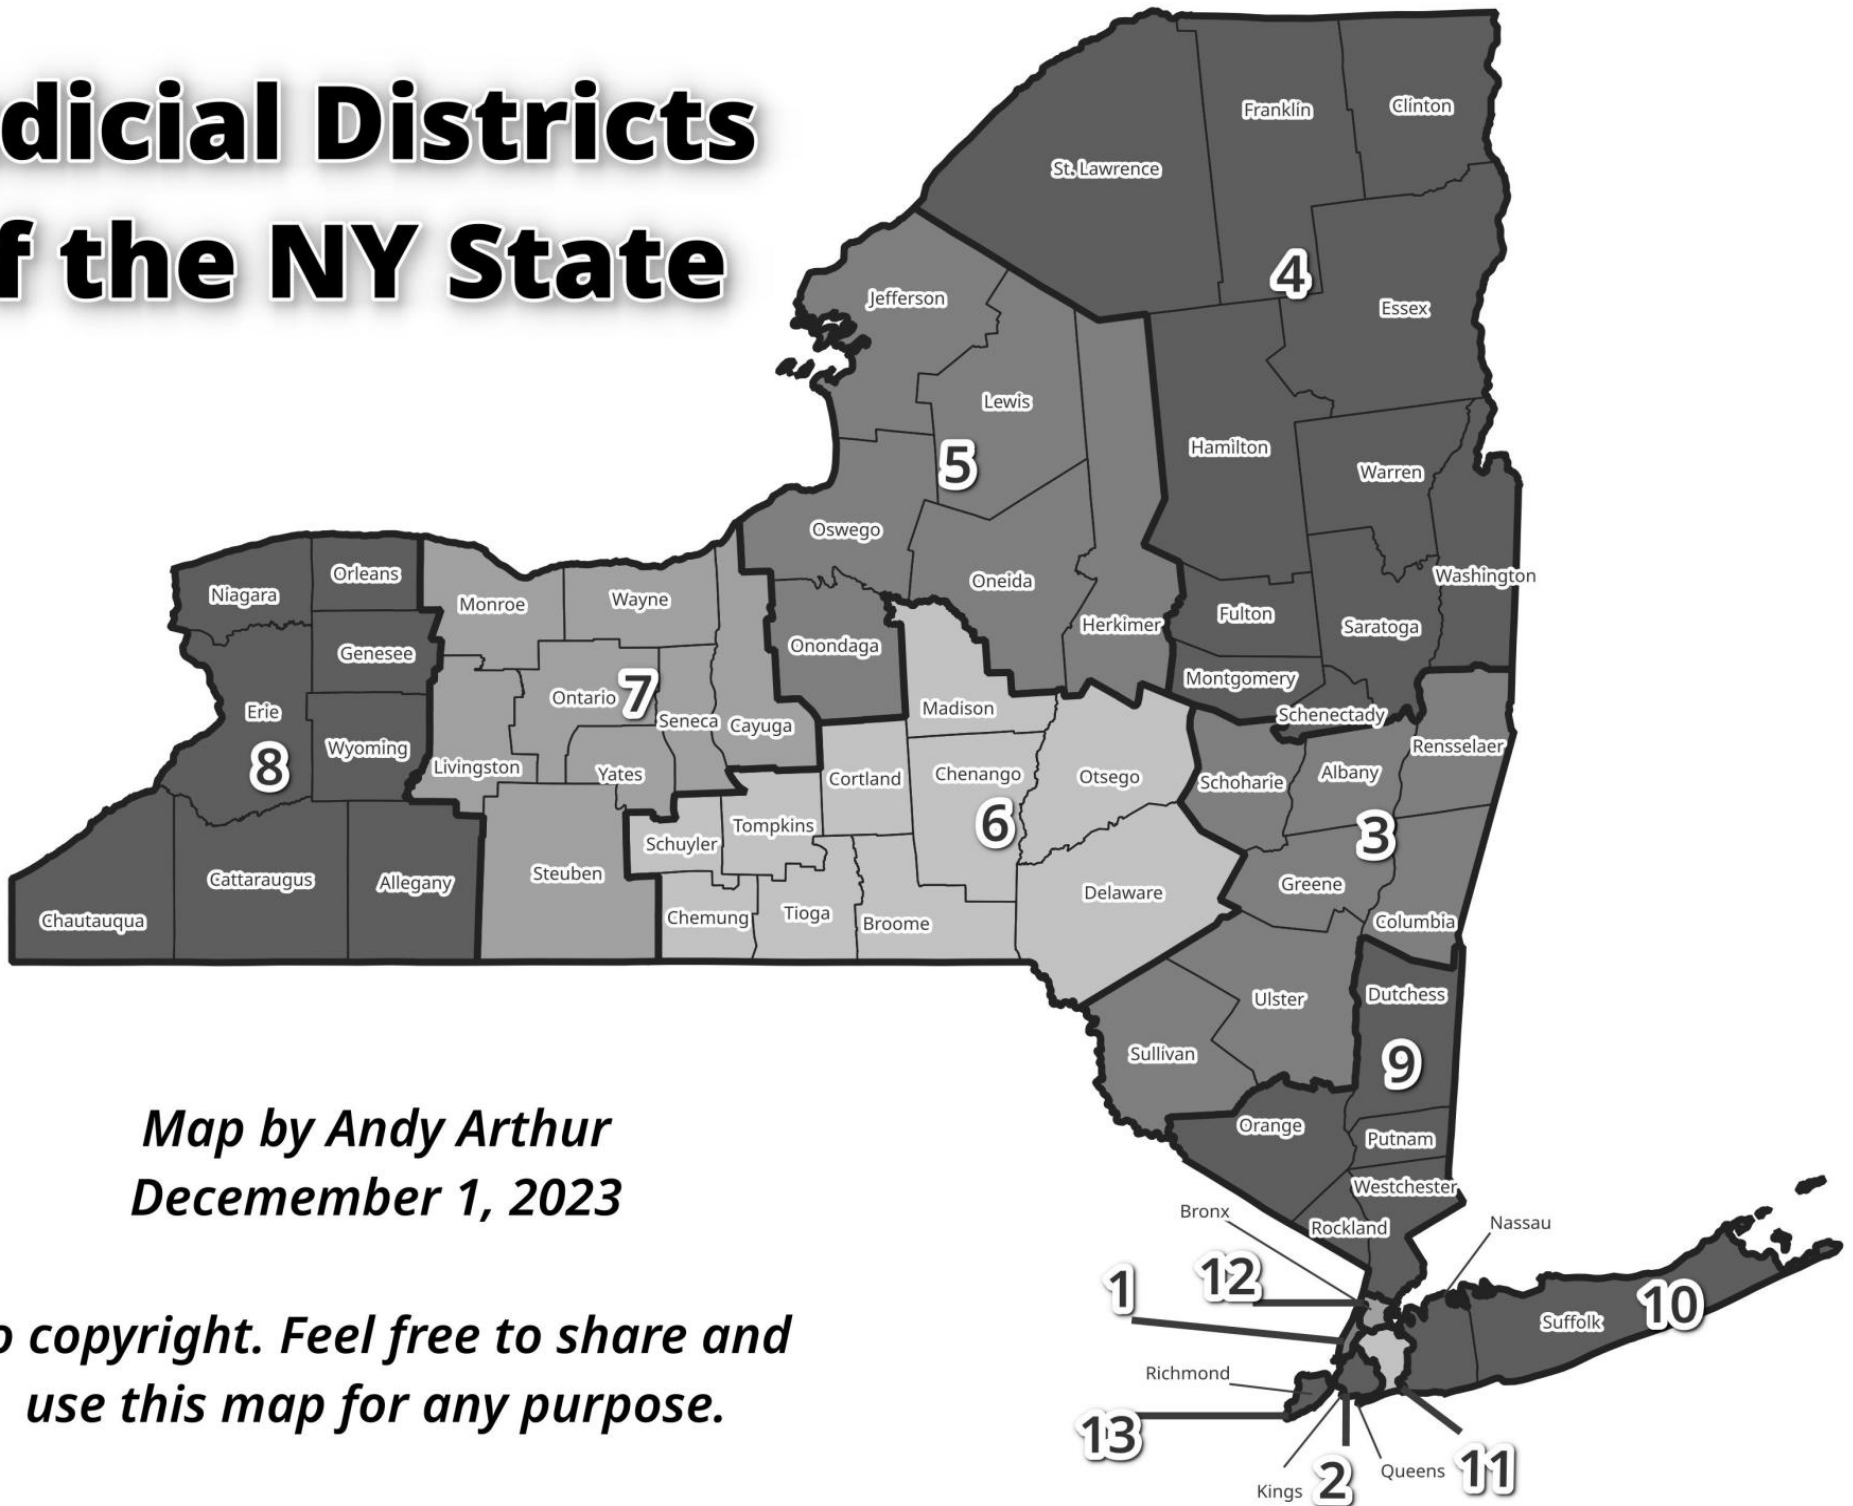 dicial Districts
f the NY State
Franklin
Clinton
St. Lawrence
4
Jefferson
Essex
Lewis
Hamilton
5
Warren
Oswego
Orleans
Niagara
Monroe
Wayne
Oneida
Washington
Fulton
Herkimer
Saratoga
Genesee
Onondaga
Montgomery
Ontario
7
Seneca
Madison
Schenectady
Erie
Cayuga
Wyoming
Rensselaer
8
Livingston
Yates
Cortland
Chenango
Otsego
Schoharie
Albany
Tompkins
6
3
Schuyler
Steuben
Cattaraugus
Allegany
Delaware
Greene
Chautauqua
Chemung
Tioga
Broome
Columbia
Ulster
Dutchess
Sullivan
9
Map by Andy Arthur
Decemember 1, 2023
Orange
Putnam
Westchester
Bronx
Rockland
Nassau
1
12
Suffolk
10
o copyright. Feel free to share and
use this map for any purpose.
Richmond
13
Kings
2
Queens
11